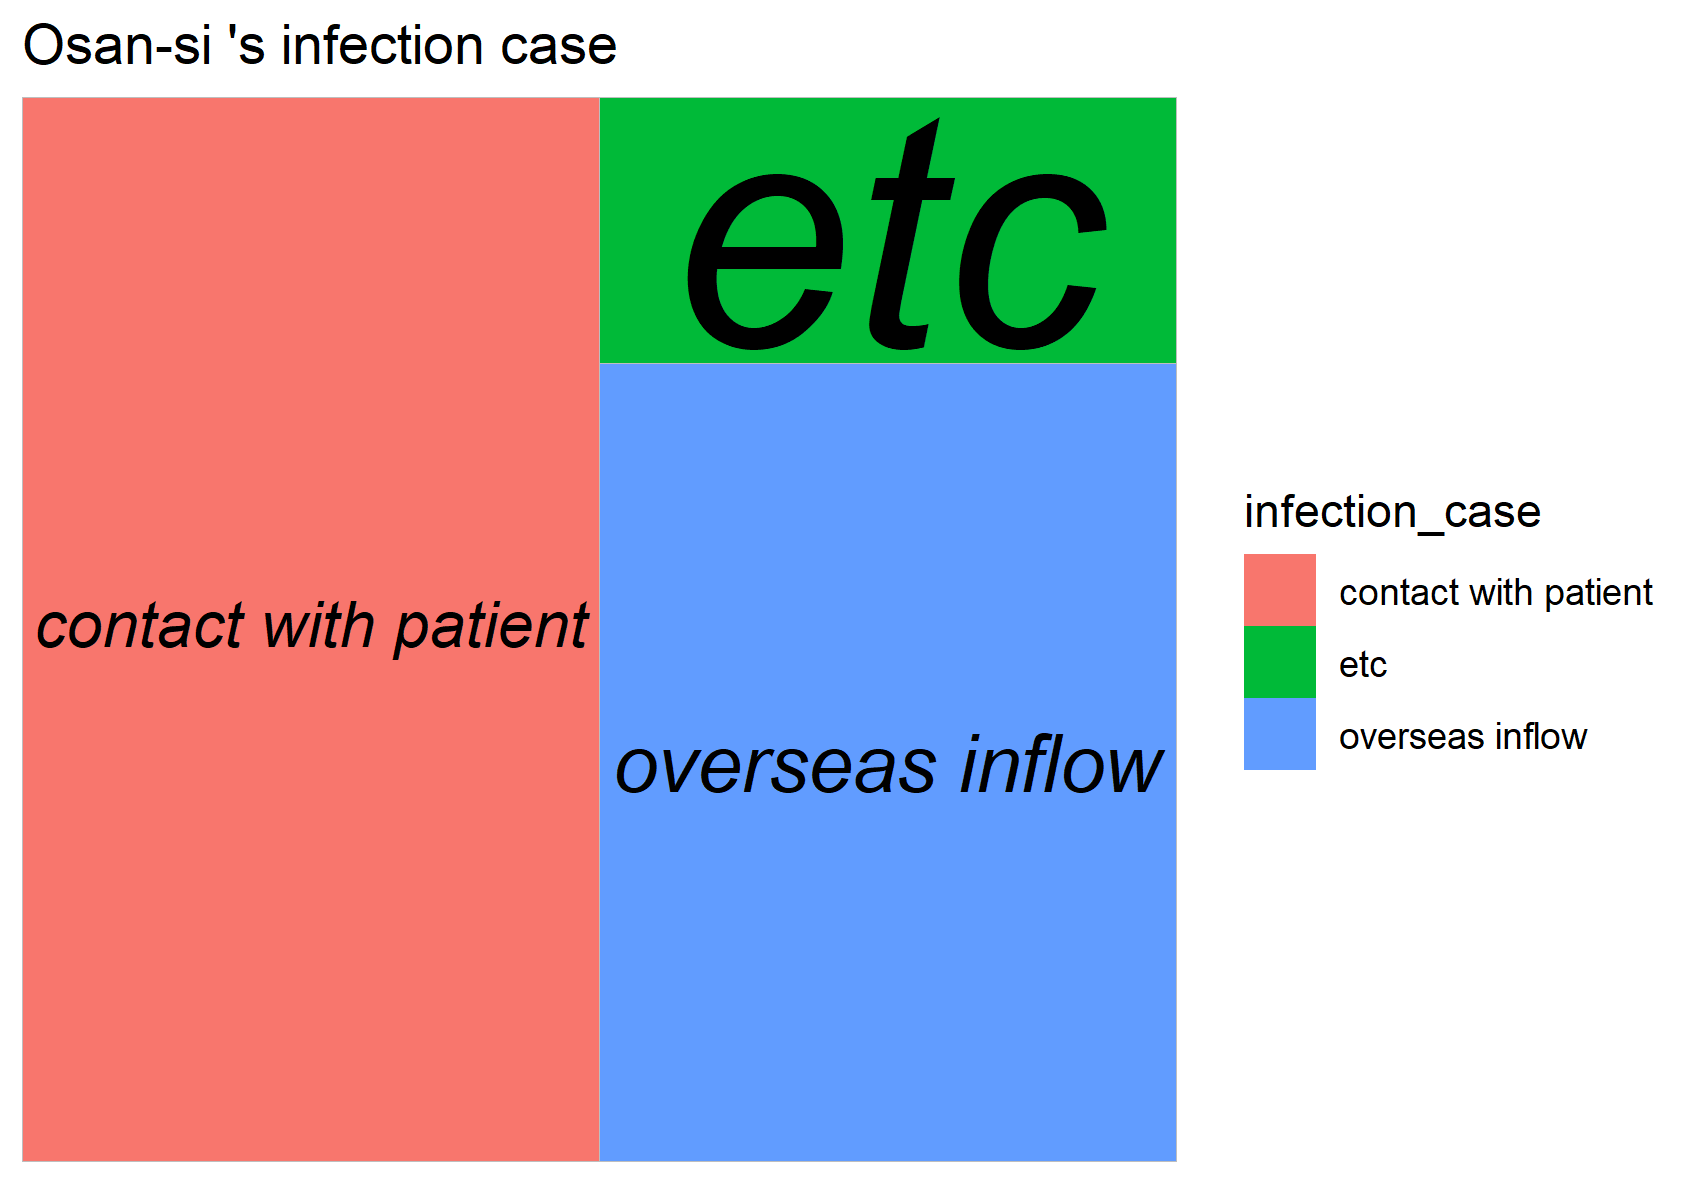 Osan-si 's infection case
etc
contact with patient
overseas inflow
infection_case
contact with patient
etc
overseas inflow